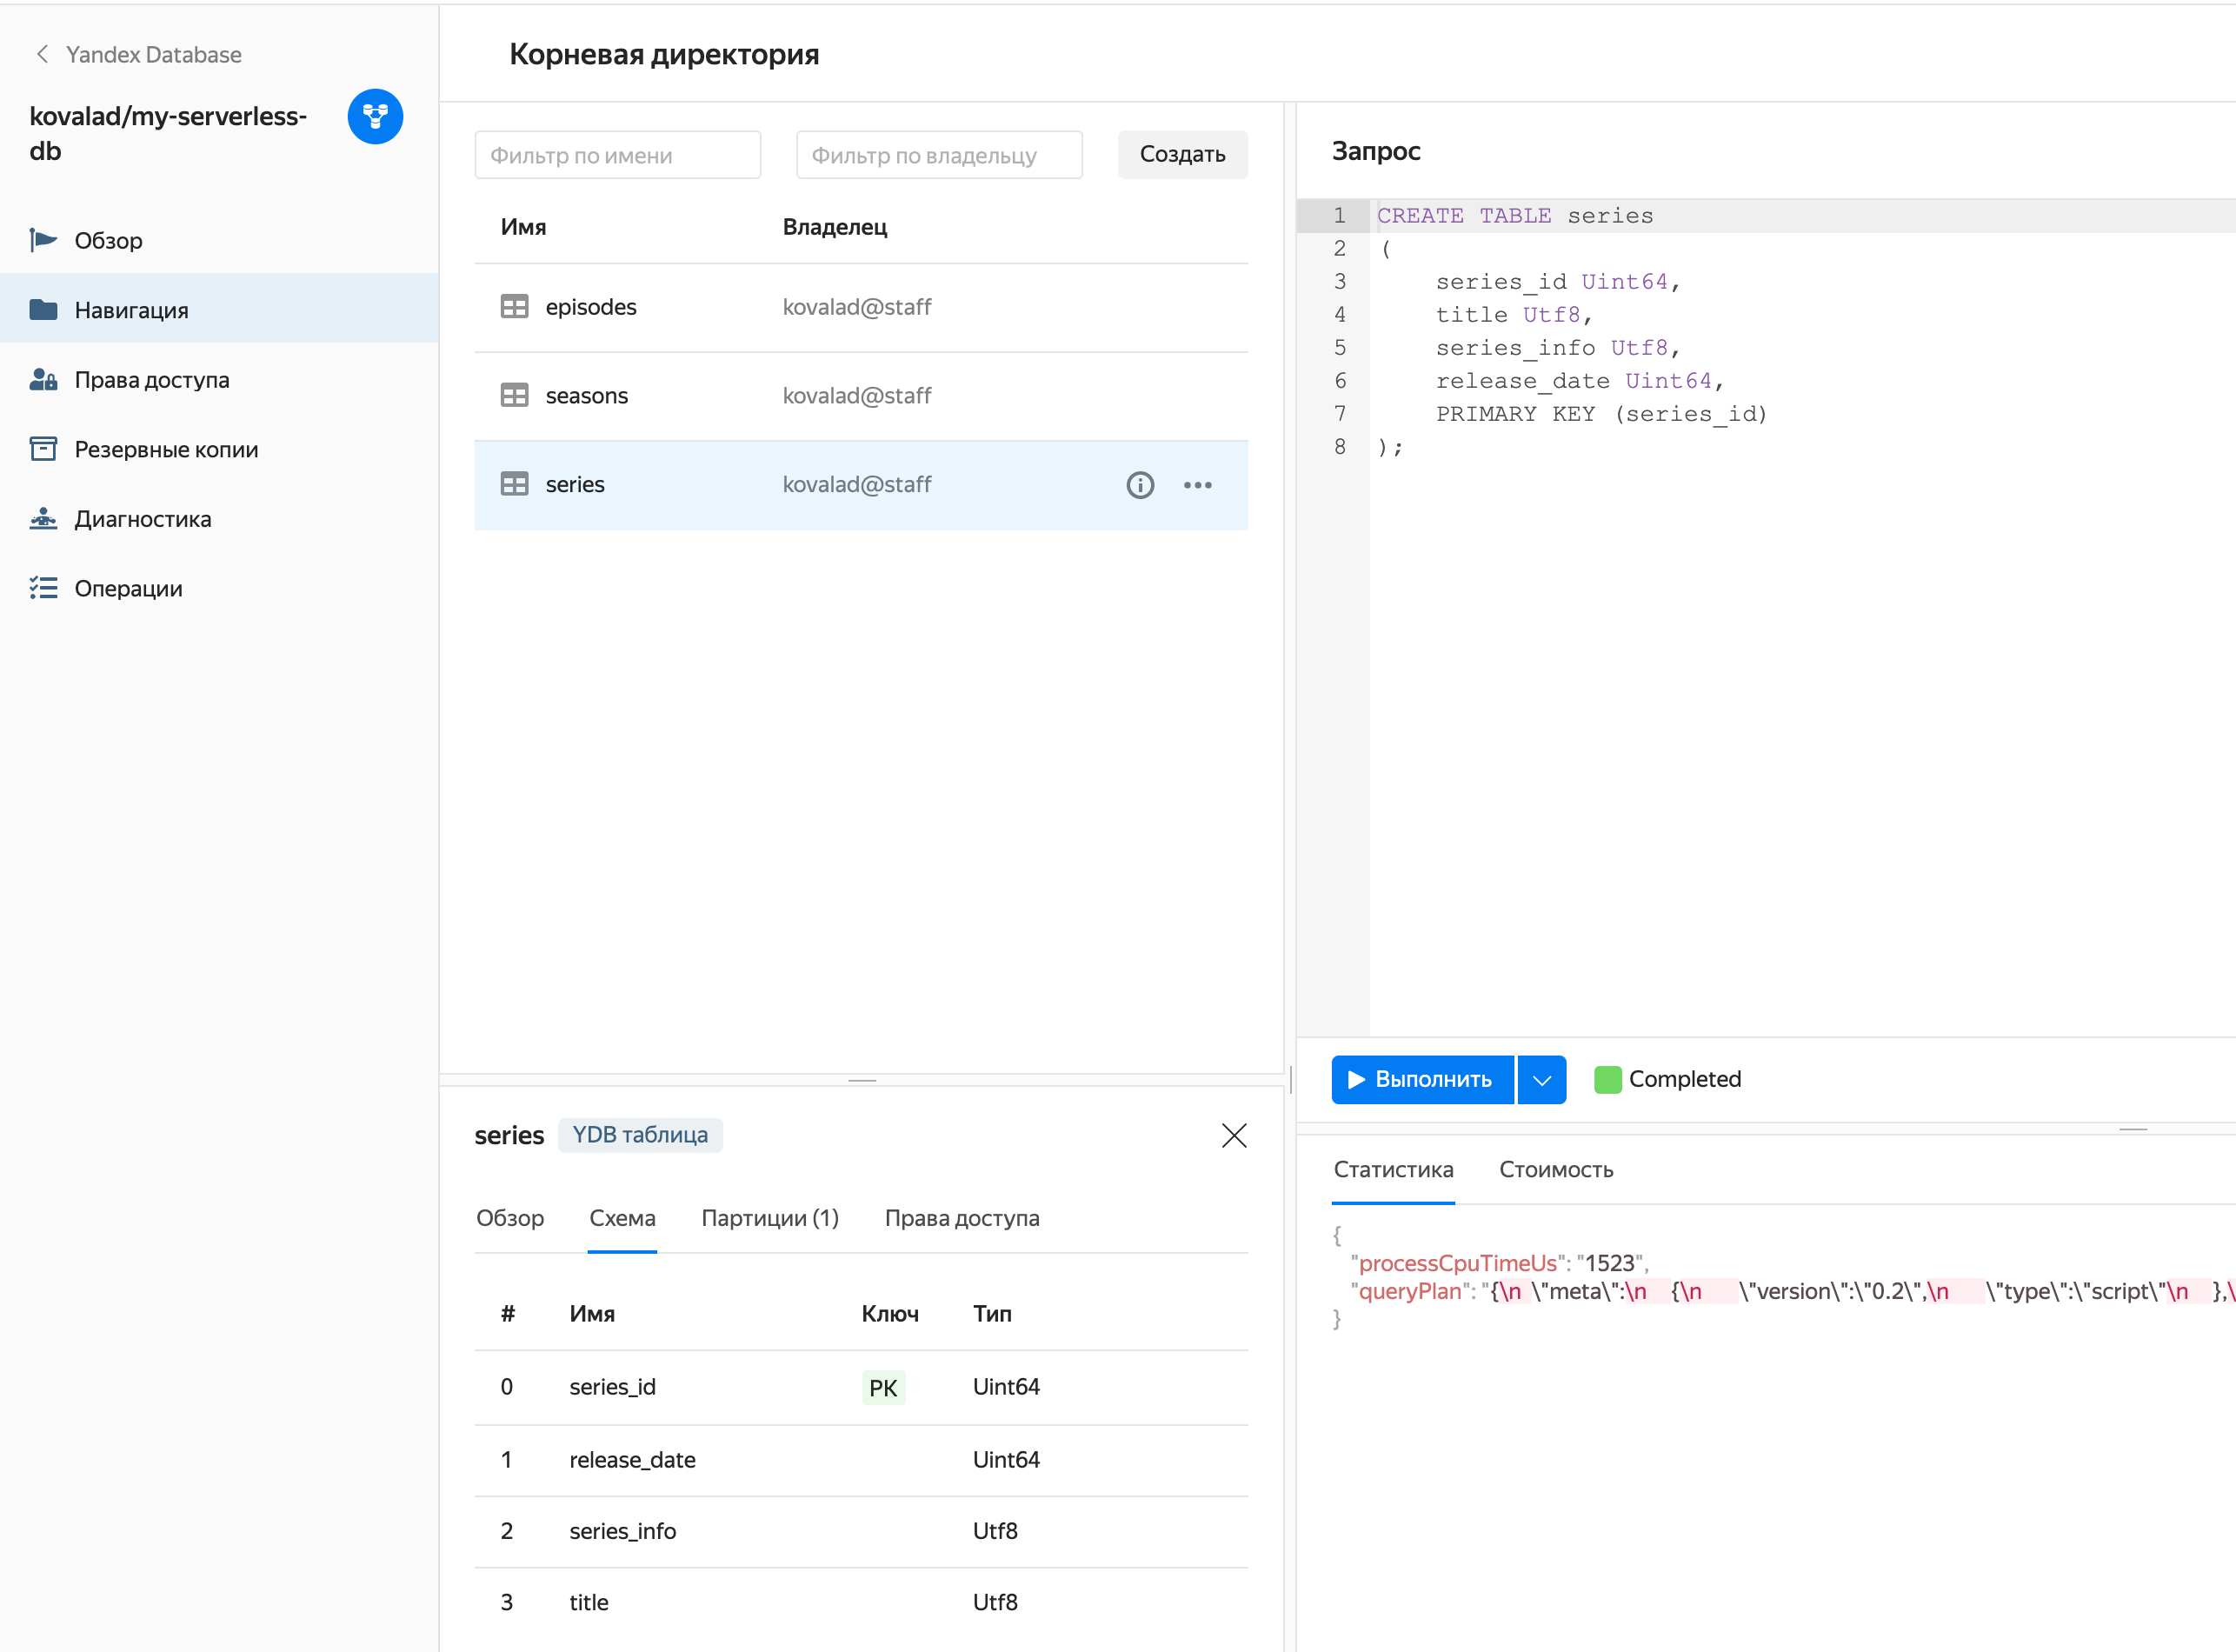 Yandex Database
kovalad/my-serverless-
db
Обзор
Навигация
Права доступа
Резервные копии
Диагностика
Операции
Корневая директория
Фильтр по имени
Фильтр по владельцу
Создать
Имя
Владелец
episodes
kovalad@staff
seasons
kovalad@staff
series
kovalad@staff
series
YDB таблица
Обзор
Схема
Партиции (1)
Права доступа
# Имя Ключ Тип
0 series_id PK Uint64
1 release_date Uint64
2 series_info Utf8
3 title Utf8
Запрос
1 CREATE TABLE series
2 (
3 series_id Uint64,
4 title Utf8,
5 series_info Utf8,
6 release_date Uint64,
7 PRIMARY KEY (series_id)
8 );
Выполнить
Completed
Статистика
Стоимость
{
"processCpuTimeUs": "1523",
"queryPlan": "{\n \"meta\":\n {\n \"version\":\"0.2\",\n \"type\":\"script\"\n },\
}